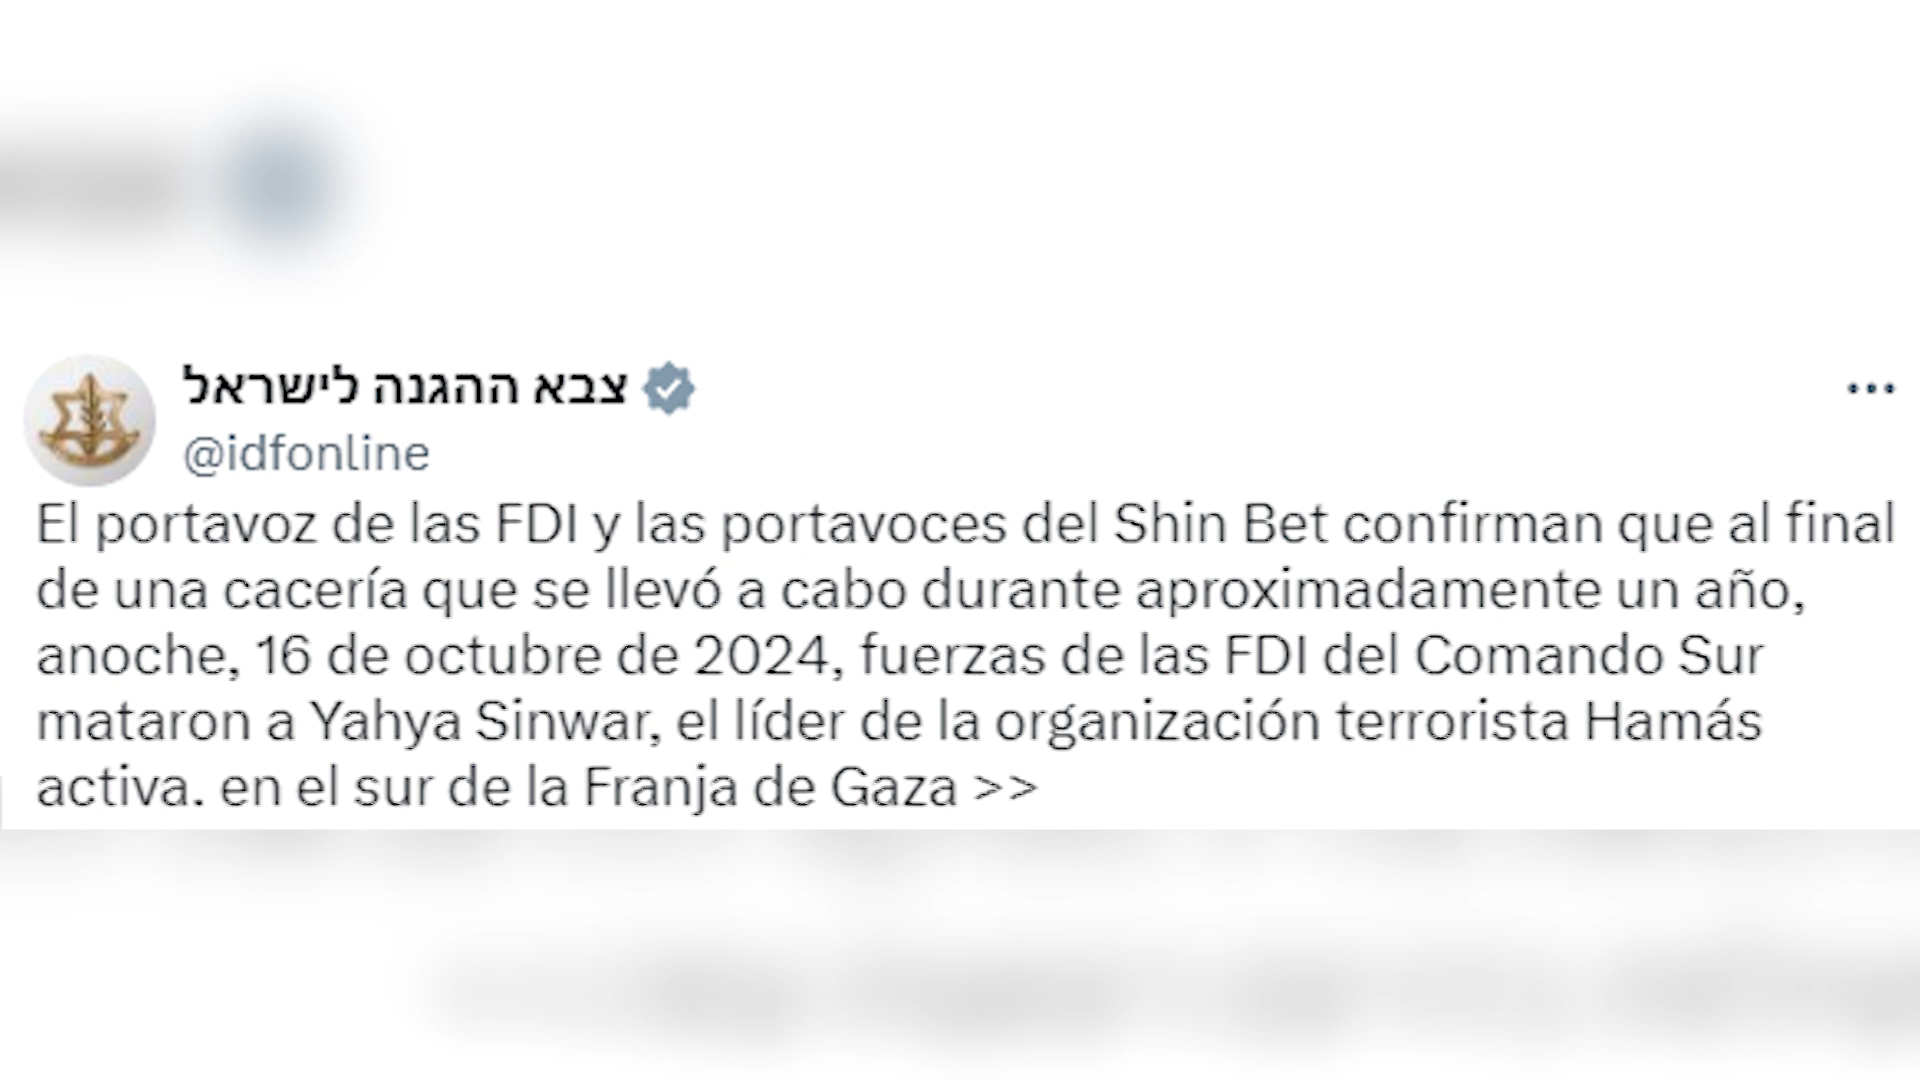 צבא ההגנה לישראל
@idfonline
El portavoz de las FDI y las portavoces del Shin Bet confirman que al final
de una cacería que se llevó a cabo durante aproximadamente un año,
anoche, 16 de octubre de 2024, fuerzas de las FDI del Comando Sur
mataron a Yahya Sinwar, el líder de la organización terrorista Hamás
activa. en el sur de la Franja de Gaza >>